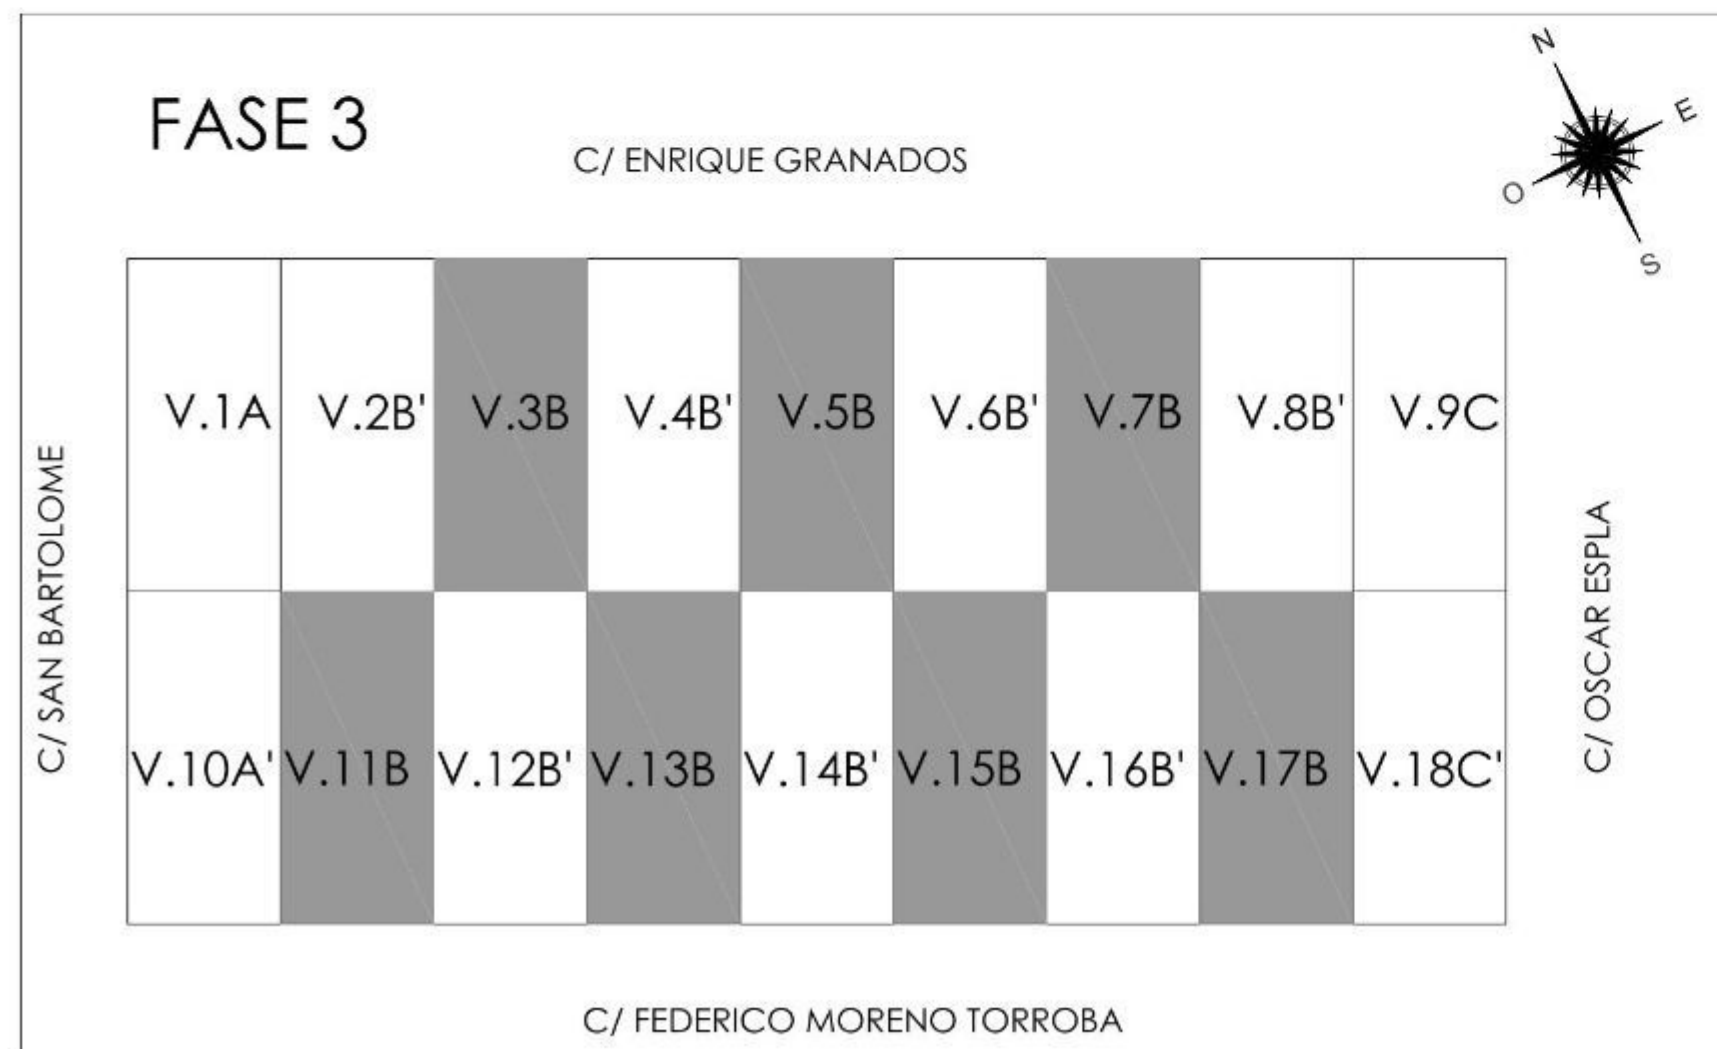 FASE 3
C/ ENRIQUE GRANADOS
N
E
O
S
V.1A V.2B' V.3B V.4B' V.5B V.6B' V.7B V.8B' V.9C
C/ SAN BARTOLOME
C/ OSCAR ESPLA
V.10A' V.11B V.12B' V.13B V.14B' V.15B V.16B' V.17B V.18C'
C/ FEDERICO MORENO TORROBA